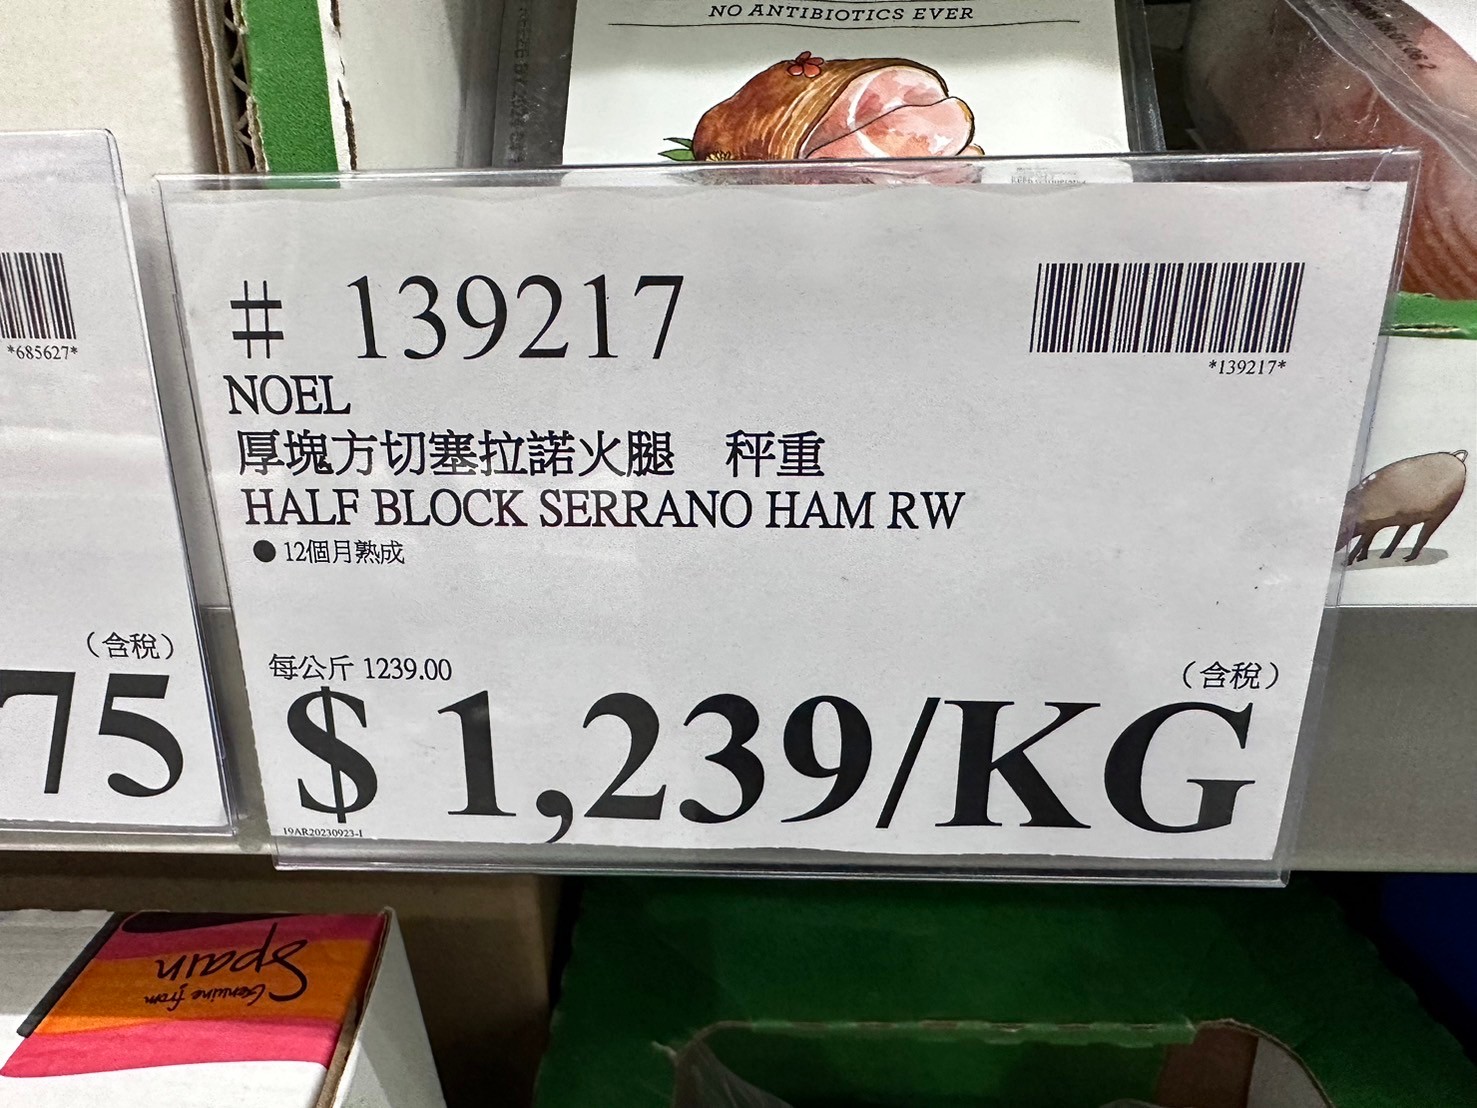 NO ANTIBIOTICS EVER
# 139217
*139217*
NOEL
厚塊方切塞拉諾火腿　秤重
HALF BLOCK SERRANO HAM RW
● 12個月熟成
每公斤 1239.00
（含稅）
$ 1,239/KG
19AR20230923-1
*685627*
（含稅）
75
Genuine from
Spain